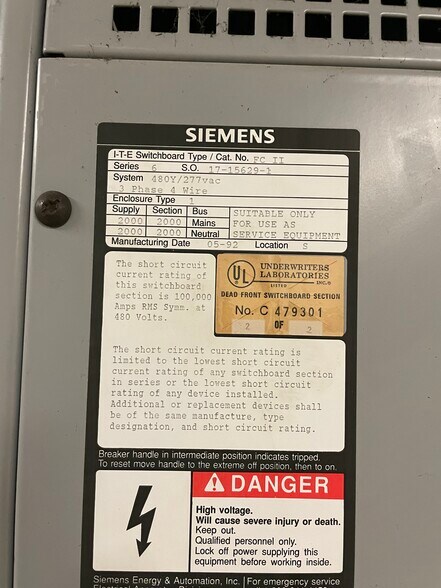 SIEMENS
I-T-E Switchboard Type / Cat. No. FC II
Series 6 S.O. 17-15629-1
System 480Y/277vac
3 Phase 4 Wire
Enclosure Type 1
Supply Section Bus SUITABLE ONLY
2000 2000 Mains FOR USE AS
2000 2000 Neutral SERVICE EQUIPMENT
Manufacturing Date 05-92 Location S
The short circuit
current rating of
this switchboard
section is 100,000
Amps RMS Symm. at
480 Volts.
UL UNDERWRITERS
LABORATORIES
INC.®
LISTED
DEAD FRONT SWITCHBOARD SECTION
No. C 479301
2 OF 2
The short circuit current rating is
limited to the lowest short circuit
current rating of any switchboard section
in series or the lowest short circuit
rating of any device installed.
Additional or replacement devices shall
be of the same manufacture, type
designation, and short circuit rating.
Breaker handle in intermediate position indicates tripped.
To reset move handle to the extreme off position, then to on.
DANGER
High voltage.
Will cause severe injury or death.
Keep out.
Qualified personnel only.
Lock off power supplying this
equipment before working inside.
Siemens Energy & Automation, Inc. For emergency service